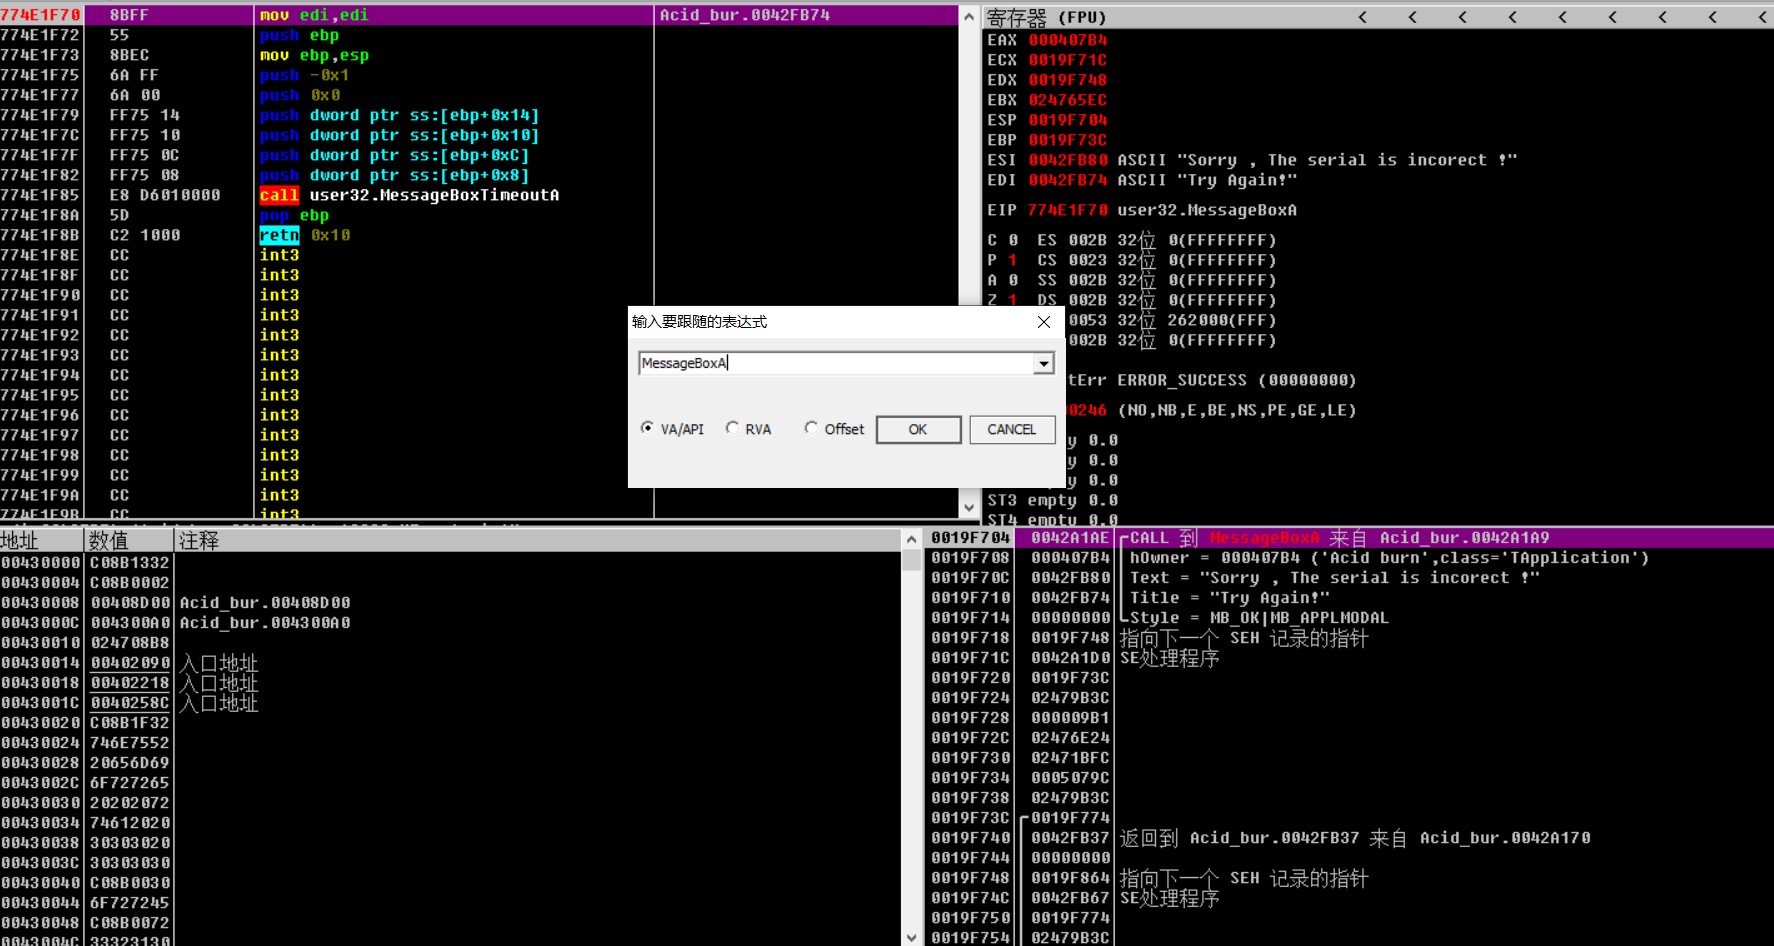 774E1F70 8BFF mov edi,edi Acid_bur.0042FB74
774E1F72 55 push ebp
774E1F73 8BEC mov ebp,esp
774E1F75 6A FF push -0x1
774E1F77 6A 00 push 0x0
774E1F79 FF75 14 push dword ptr ss:[ebp+0x14]
774E1F7C FF75 10 push dword ptr ss:[ebp+0x10]
774E1F7F FF75 0C push dword ptr ss:[ebp+0xC]
774E1F82 FF75 08 push dword ptr ss:[ebp+0x8]
774E1F85 E8 D6010000 call user32.MessageBoxTimeoutA
774E1F8A 5D pop ebp
774E1F8B C2 1000 retn 0x10
774E1F8E CC int3
774E1F8F CC int3
774E1F90 CC int3
774E1F91 CC int3
774E1F92 CC int3
774E1F93 CC int3
774E1F94 CC int3
774E1F95 CC int3
774E1F96 CC int3
774E1F97 CC int3
774E1F98 CC int3
774E1F99 CC int3
774E1F9A CC int3
774E1F9B CC int3
寄存器 (FPU) < < < < < < < < <
EAX 000407B4
ECX 0019F71C
EDX 0019F748
EBX 024765EC
ESP 0019F704
EBP 0019F73C
ESI 0042FB80 ASCII "Sorry , The serial is incorect !"
EDI 0042FB74 ASCII "Try Again!"
EIP 774E1F70 user32.MessageBoxA
C 0 ES 002B 32位 0(FFFFFFFF)
P 1 CS 0023 32位 0(FFFFFFFF)
A 0 SS 002B 32位 0(FFFFFFFF)
Z 1 DS 002B 32位 0(FFFFFFFF)
0053 32位 262000(FFF)
002B 32位 0(FFFFFFFF)
tErr ERROR_SUCCESS (00000000)
0246 (NO,NB,E,BE,NS,PE,GE,LE)
y 0.0
y 0.0
y 0.0
ST3 empty 0.0
ST4 empty 0.0
输入要跟随的表达式
MessageBoxA
VA/API RVA Offset OK CANCEL
地址 数值 注释
00430000 C08B1332
00430004 C08B0002
00430008 00408D00 Acid_bur.00408D00
0043000C 004300A0 Acid_bur.004300A0
00430010 024708B8
00430014 00402090 入口地址
00430018 00402218 入口地址
0043001C 0040258C 入口地址
00430020 C08B1F32
00430024 746E7552
00430028 20656D69
0043002C 6F727265
00430030 20202072
00430034 74612020
00430038 30303020
0043003C 30303030
00430040 C08B0030
00430044 6F727245
00430048 C08B0072
0043004C 33323130
0019F704 0042A1AE CALL 到 MessageBoxA 来自 Acid_bur.0042A1A9
0019F708 000407B4 hOwner = 000407B4 ('Acid burn',class='TApplication')
0019F70C 0042FB80 Text = "Sorry , The serial is incorect !"
0019F710 0042FB74 Title = "Try Again!"
0019F714 00000000 Style = MB_OK|MB_APPLMODAL
0019F718 0019F748 指向下一个 SEH 记录的指针
0019F71C 0042A1D0 SE处理程序
0019F720 0019F73C
0019F724 02479B3C
0019F728 000009B1
0019F72C 02476E24
0019F730 02471BFC
0019F734 0005079C
0019F738 02479B3C
0019F73C 0019F774
0019F740 0042FB37 返回到 Acid_bur.0042FB37 来自 Acid_bur.0042A170
0019F744 00000000
0019F748 0019F864 指向下一个 SEH 记录的指针
0019F74C 0042FB67 SE处理程序
0019F750 0019F774
0019F754 02479B3C